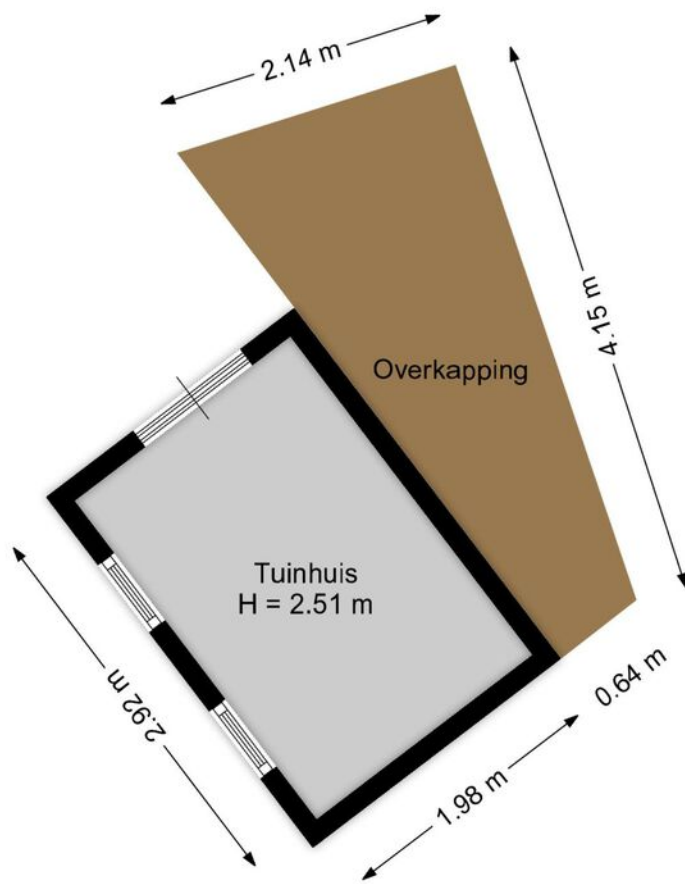 2.14 m
4.15 m
Overkapping
Tuinhuis
H = 2.51 m
2.92 m
0.64 m
1.98 m